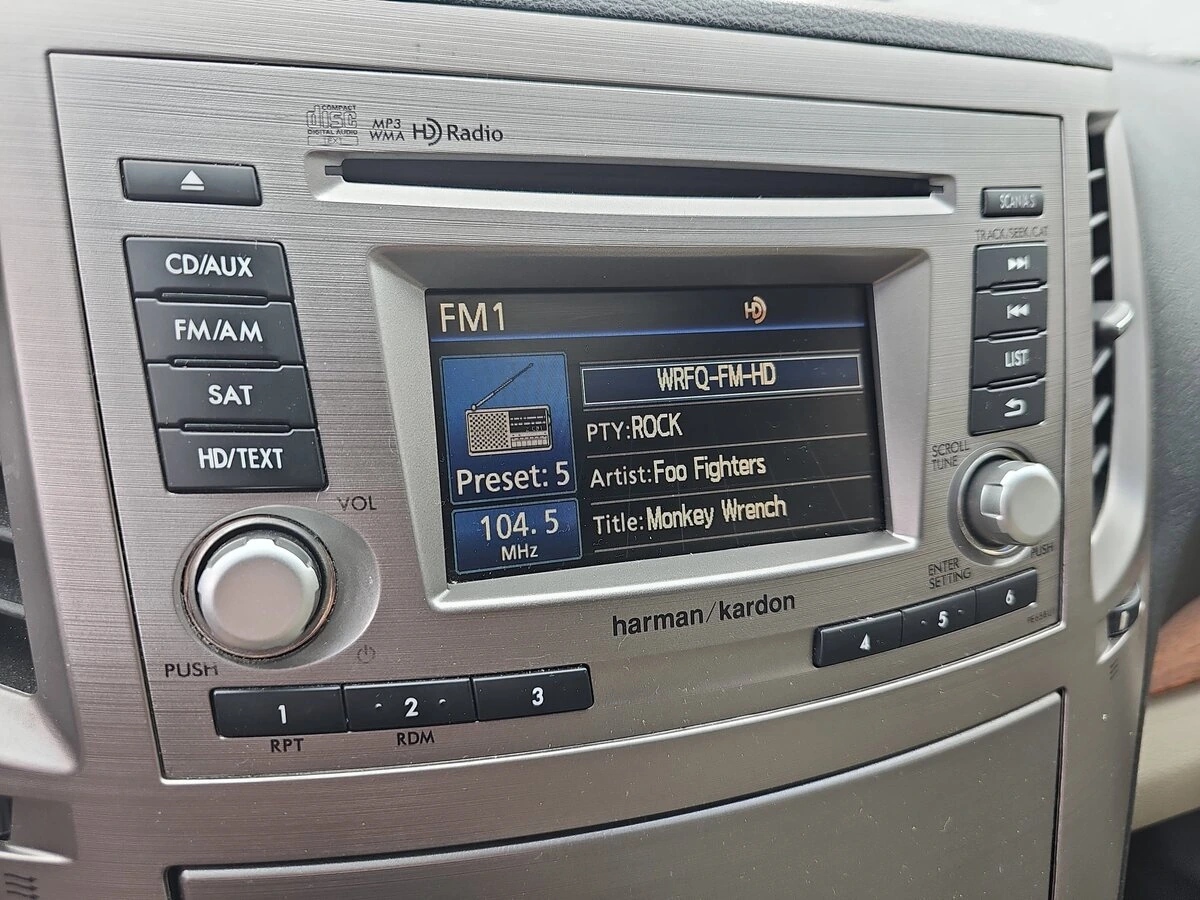 COMPACT
disc
DIGITAL AUDIO
MP3
WMA
HD Radio
SCAN/AS
TRACK/SEEK/CAT
CD/AUX
FM/AM
SAT
HD/TEXT
LIST
FM1
HD
WRFQ-FM-HD
PTY:ROCK
Artist:Foo Fighters
Title:Monkey Wrench
Preset: 5
104.5
MHz
VOL
PUSH
SCROLL
TUNE
PUSH
ENTER
SETTING
harman/kardon
1
2
3
4
5
6
RPT
RDM